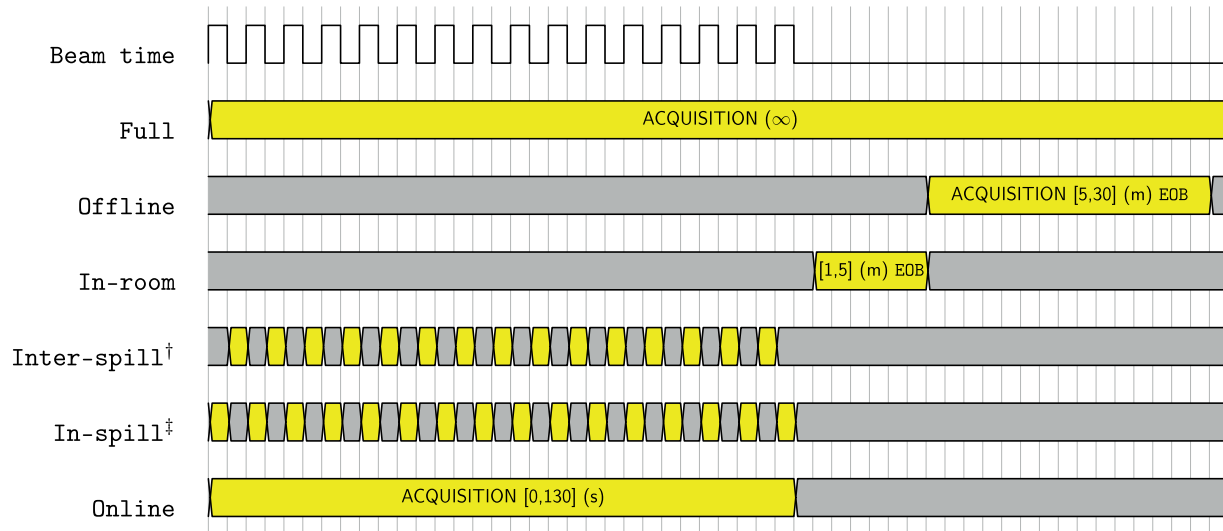 Beam time
Full
ACQUISITION (∞)
Offline
ACQUISITION [5,30] (m) EOB
In-room
[1,5] (m) EOB
Inter-spill†
In-spill‡
Online
ACQUISITION [0,130] (s)